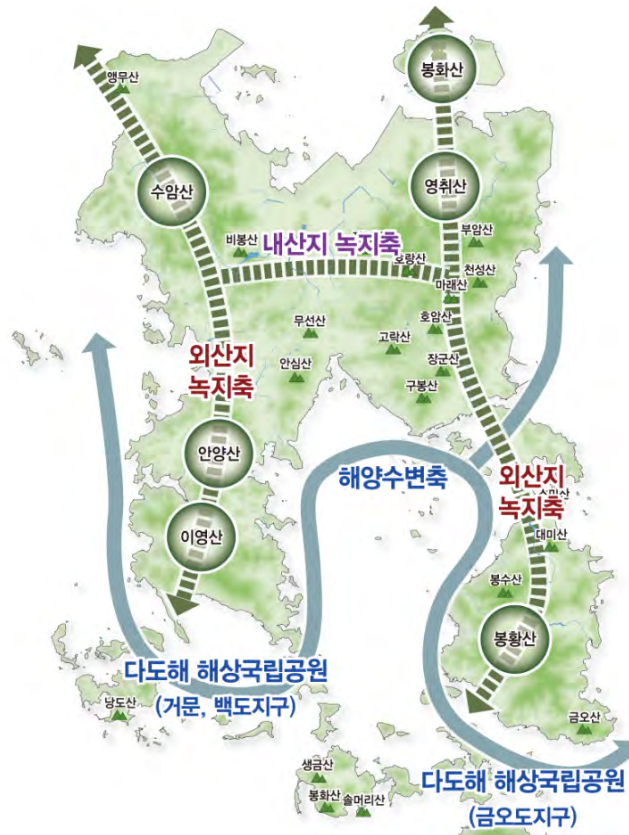 봉화산
앵무산
수암산
영취산
부암산
비봉산
내산지 녹지축
호랑산
천성산
마래산
무선산
호암산
고락산
외산지
녹지축
안심산
장군산
구봉산
안양산
해양수변축
외산지
녹지축
이영산
대미산
봉수산
봉황산
다도해 해상국립공원
(거문, 백도지구)
낭도산
금오산
생금산
다도해 해상국립공원
봉화산
솔머리산
(금오도지구)